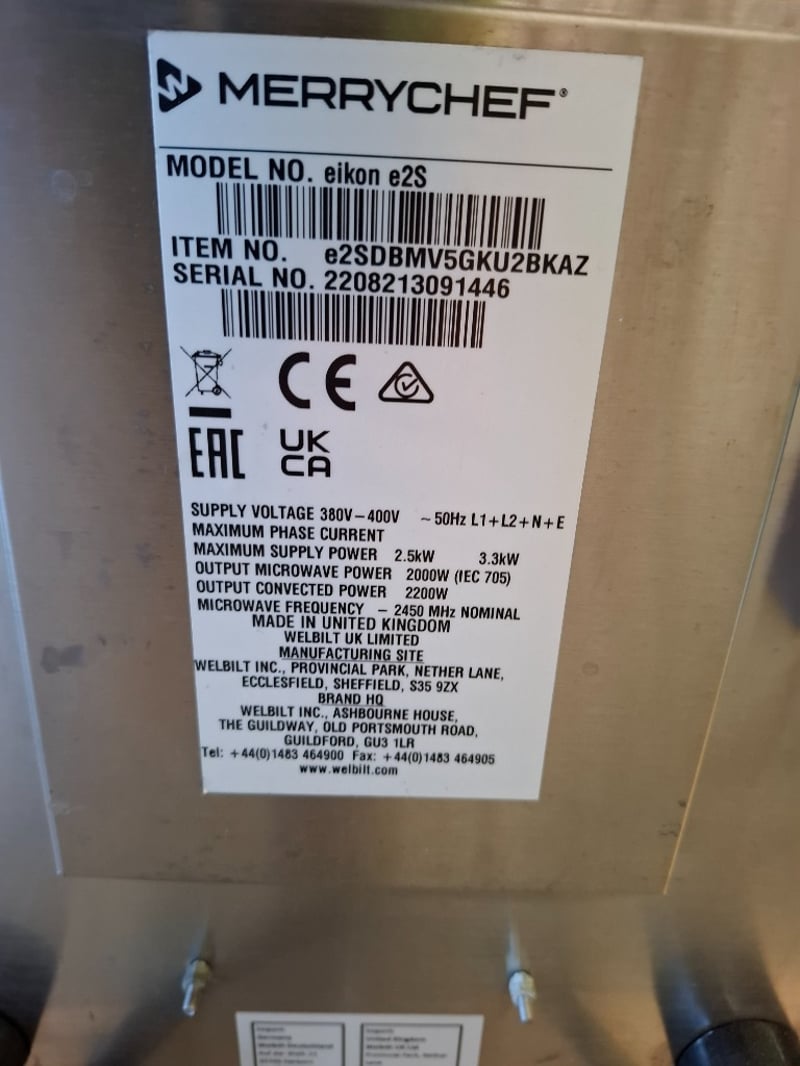 MERRYCHEF®
MODEL NO. eikon e2S
ITEM NO. e2SDBMV5GKU2BKAZ
SERIAL NO. 2208213091446
CE
EAC
UK
CA
SUPPLY VOLTAGE 380V–400V ~ 50Hz L1+L2+N+E
MAXIMUM PHASE CURRENT
MAXIMUM SUPPLY POWER 2.5kW 3.3kW
OUTPUT MICROWAVE POWER 2000W (IEC 705)
OUTPUT CONVECTED POWER 2200W
MICROWAVE FREQUENCY – 2450 MHz NOMINAL
MADE IN UNITED KINGDOM
WELBILT UK LIMITED
MANUFACTURING SITE
WELBILT INC., PROVINCIAL PARK, NETHER LANE,
ECCLESFIELD, SHEFFIELD, S35 9ZX
BRAND HQ
WELBILT INC., ASHBOURNE HOUSE,
THE GUILDWAY, OLD PORTSMOUTH ROAD,
GUILDFORD, GU3 1LR
Tel: +44(0)1483 464900 Fax: +44(0)1483 464905
www.welbilt.com
Germany
United Kingdom